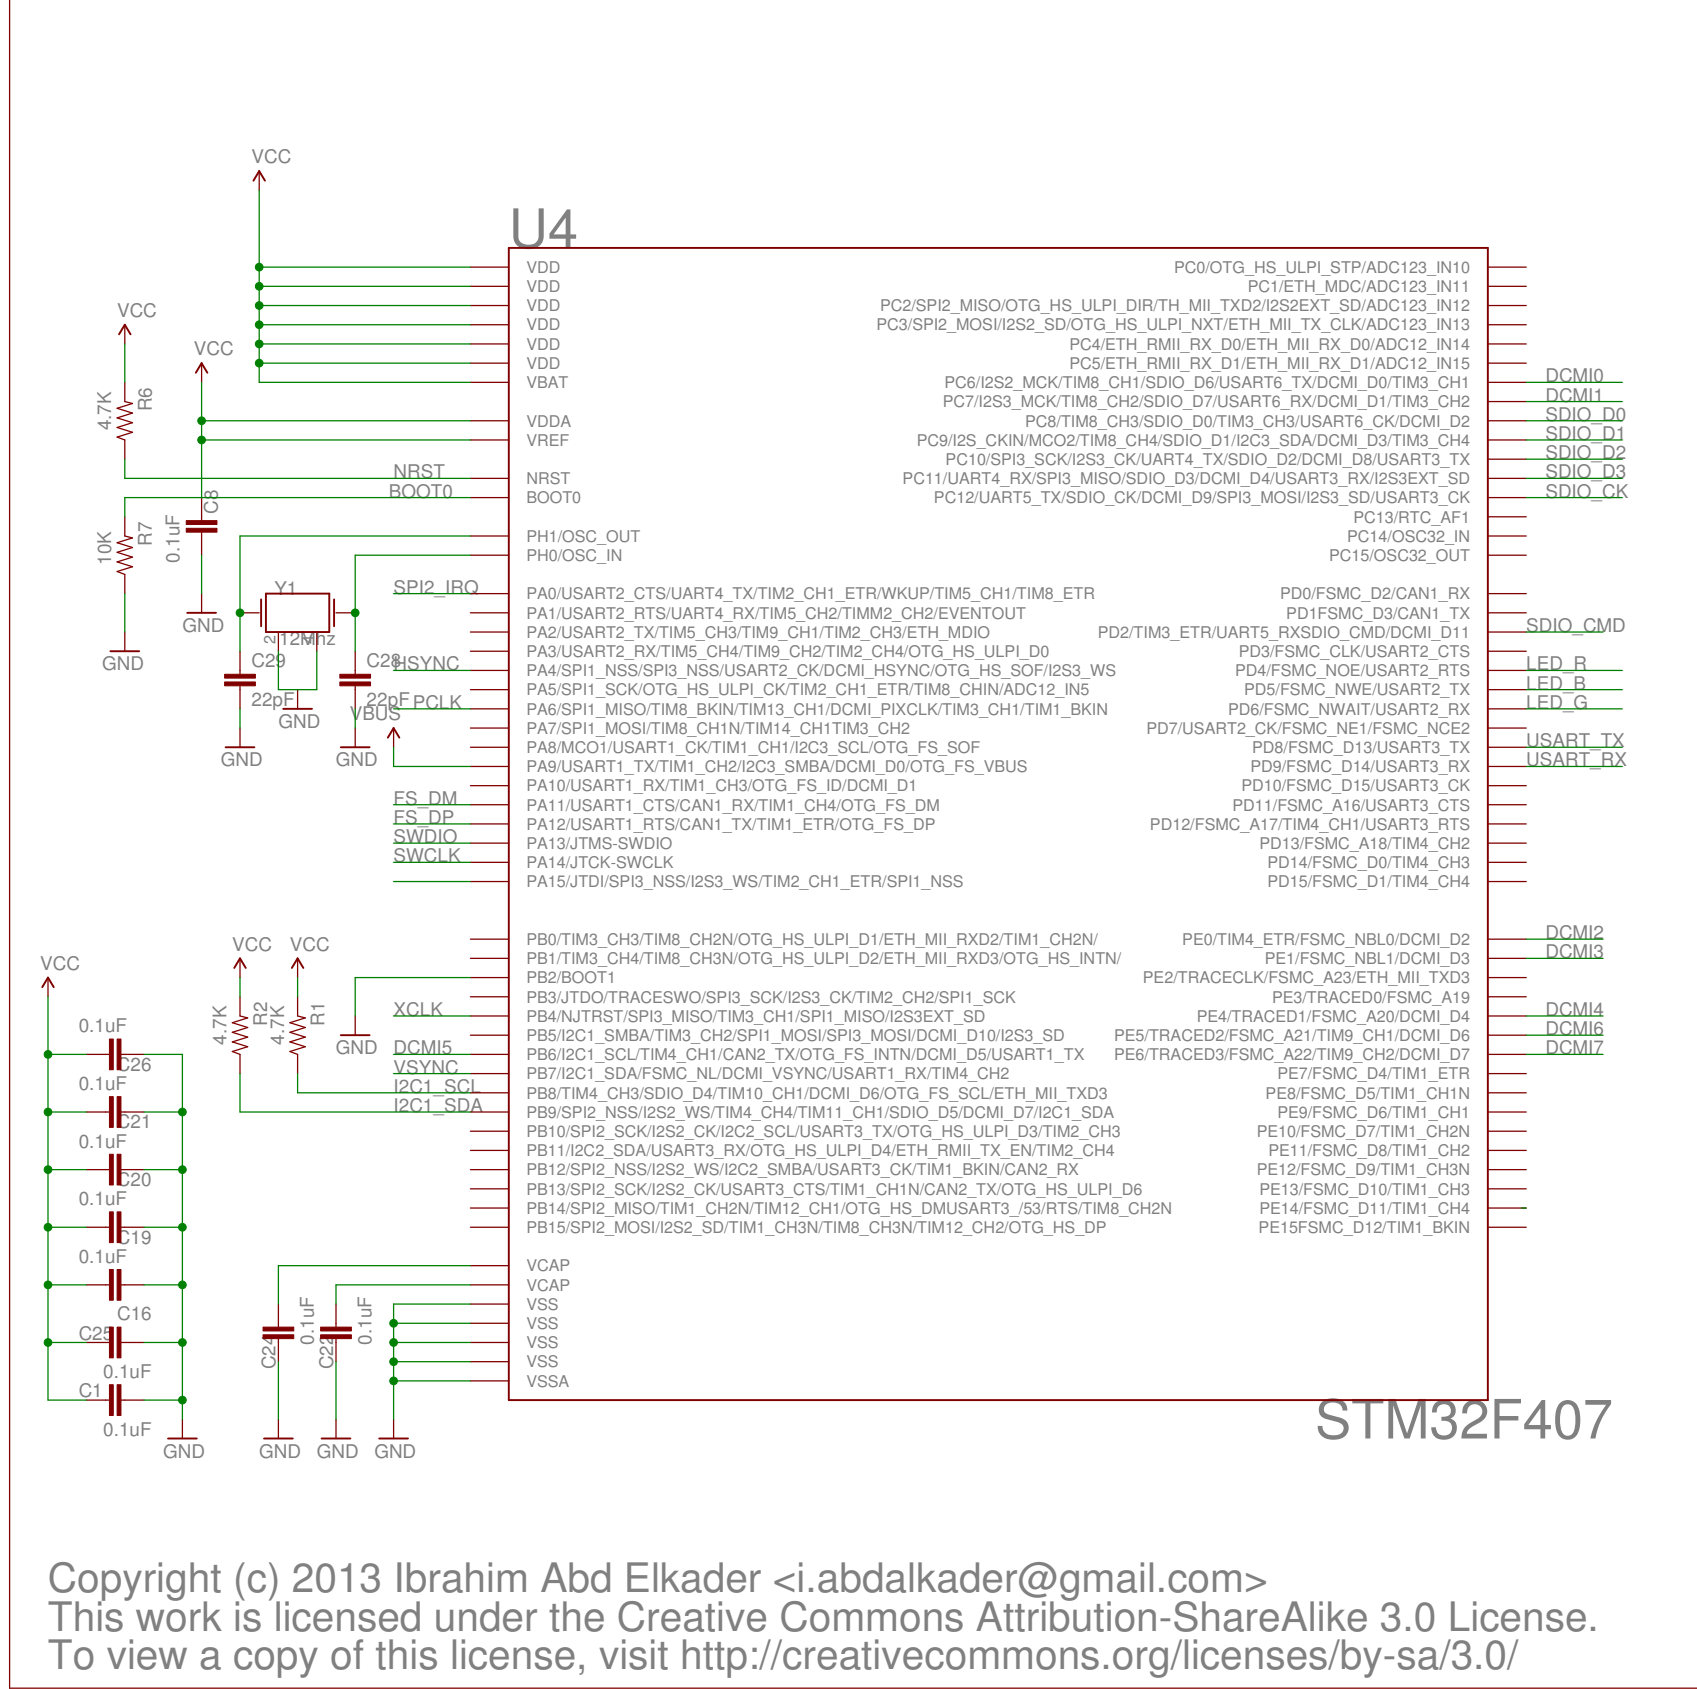 VCC
U4
VDD
VDD
VDD
VDD
VDD
VDD
VBAT
VDDA
VREF
NRST
BOOT0
PH1/OSC_OUT
PH0/OSC_IN
PA0/USART2_CTS/UART4_TX/TIM2_CH1_ETR/WKUP/TIM5_CH1/TIM8_ETR
PA1/USART2_RTS/UART4_RX/TIM5_CH2/TIMM2_CH2/EVENTOUT
PA2/USART2_TX/TIM5_CH3/TIM9_CH1/TIM2_CH3/ETH_MDIO
PA3/USART2_RX/TIM5_CH4/TIM9_CH2/TIM2_CH4/OTG_HS_ULPI_D0
PA4/SPI1_NSS/SPI3_NSS/USART2_CK/DCMI_HSYNC/OTG_HS_SOF/I2S3_WS
PA5/SPI1_SCK/OTG_HS_ULPI_CK/TIM2_CH1_ETR/TIM8_CHIN/ADC12_IN5
PA6/SPI1_MISO/TIM8_BKIN/TIM13_CH1/DCMI_PIXCLK/TIM3_CH1/TIM1_BKIN
PA7/SPI1_MOSI/TIM8_CH1N/TIM14_CH1TIM3_CH2
PA8/MCO1/USART1_CK/TIM1_CH1/I2C3_SCL/OTG_FS_SOF
PA9/USART1_TX/TIM1_CH2/I2C3_SMBA/DCMI_D0/OTG_FS_VBUS
PA10/USART1_RX/TIM1_CH3/OTG_FS_ID/DCMI_D1
PA11/USART1_CTS/CAN1_RX/TIM1_CH4/OTG_FS_DM
PA12/USART1_RTS/CAN1_TX/TIM1_ETR/OTG_FS_DP
PA13/JTMS-SWDIO
PA14/JTCK-SWCLK
PA15/JTDI/SPI3_NSS/I2S3_WS/TIM2_CH1_ETR/SPI1_NSS
PB0/TIM3_CH3/TIM8_CH2N/OTG_HS_ULPI_D1/ETH_MII_RXD2/TIM1_CH2N/
PB1/TIM3_CH4/TIM8_CH3N/OTG_HS_ULPI_D2/ETH_MII_RXD3/OTG_HS_INTN/
PB2/BOOT1
PB3/JTDO/TRACESWO/SPI3_SCK/I2S3_CK/TIM2_CH2/SPI1_SCK
PB4/NJTRST/SPI3_MISO/TIM3_CH1/SPI1_MISO/I2S3EXT_SD
PB5/I2C1_SMBA/TIM3_CH2/SPI1_MOSI/SPI3_MOSI/DCMI_D10/I2S3_SD
PB6/I2C1_SCL/TIM4_CH1/CAN2_TX/OTG_FS_INTN/DCMI_D5/USART1_TX
PB7/I2C1_SDA/FSMC_NL/DCMI_VSYNC/USART1_RX/TIM4_CH2
PB8/TIM4_CH3/SDIO_D4/TIM10_CH1/DCMI_D6/OTG_FS_SCL/ETH_MII_TXD3
PB9/SPI2_NSS/I2S2_WS/TIM4_CH4/TIM11_CH1/SDIO_D5/DCMI_D7/I2C1_SDA
PB10/SPI2_SCK/I2S2_CK/I2C2_SCL/USART3_TX/OTG_HS_ULPI_D3/TIM2_CH3
PB11/I2C2_SDA/USART3_RX/OTG_HS_ULPI_D4/ETH_RMII_TX_EN/TIM2_CH4
PB12/SPI2_NSS/I2S2_WS/I2C2_SMBA/USART3_CK/TIM1_BKIN/CAN2_RX
PB13/SPI2_SCK/I2S2_CK/USART3_CTS/TIM1_CH1N/CAN2_TX/OTG_HS_ULPI_D6
PB14/SPI2_MISO/TIM1_CH2N/TIM12_CH1/OTG_HS_DMUSART3_/53/RTS/TIM8_CH2N
PB15/SPI2_MOSI/I2S2_SD/TIM1_CH3N/TIM8_CH3N/TIM12_CH2/OTG_HS_DP
VCAP
VCAP
VSS
VSS
VSS
VSS
VSSA
PC0/OTG_HS_ULPI_STP/ADC123_IN10
PC1/ETH_MDC/ADC123_IN11
PC2/SPI2_MISO/OTG_HS_ULPI_DIR/TH_MII_TXD2/I2S2EXT_SD/ADC123_IN12
PC3/SPI2_MOSI/I2S2_SD/OTG_HS_ULPI_NXT/ETH_MII_TX_CLK/ADC123_IN13
PC4/ETH_RMII_RX_D0/ETH_MII_RX_D0/ADC12_IN14
PC5/ETH_RMII_RX_D1/ETH_MII_RX_D1/ADC12_IN15
PC6/I2S2_MCK/TIM8_CH1/SDIO_D6/USART6_TX/DCMI_D0/TIM3_CH1
PC7/I2S3_MCK/TIM8_CH2/SDIO_D7/USART6_RX/DCMI_D1/TIM3_CH2
PC8/TIM8_CH3/SDIO_D0/TIM3_CH3/USART6_CK/DCMI_D2
PC9/I2S_CKIN/MCO2/TIM8_CH4/SDIO_D1/I2C3_SDA/DCMI_D3/TIM3_CH4
PC10/SPI3_SCK/I2S3_CK/UART4_TX/SDIO_D2/DCMI_D8/USART3_TX
PC11/UART4_RX/SPI3_MISO/SDIO_D3/DCMI_D4/USART3_RX/I2S3EXT_SD
PC12/UART5_TX/SDIO_CK/DCMI_D9/SPI3_MOSI/I2S3_SD/USART3_CK
PC13/RTC_AF1
PC14/OSC32_IN
PC15/OSC32_OUT
PD0/FSMC_D2/CAN1_RX
PD1FSMC_D3/CAN1_TX
PD2/TIM3_ETR/UART5_RXSDIO_CMD/DCMI_D11
PD3/FSMC_CLK/USART2_CTS
PD4/FSMC_NOE/USART2_RTS
PD5/FSMC_NWE/USART2_TX
PD6/FSMC_NWAIT/USART2_RX
PD7/USART2_CK/FSMC_NE1/FSMC_NCE2
PD8/FSMC_D13/USART3_TX
PD9/FSMC_D14/USART3_RX
PD10/FSMC_D15/USART3_CK
PD11/FSMC_A16/USART3_CTS
PD12/FSMC_A17/TIM4_CH1/USART3_RTS
PD13/FSMC_A18/TIM4_CH2
PD14/FSMC_D0/TIM4_CH3
PD15/FSMC_D1/TIM4_CH4
PE0/TIM4_ETR/FSMC_NBL0/DCMI_D2
PE1/FSMC_NBL1/DCMI_D3
PE2/TRACECLK/FSMC_A23/ETH_MII_TXD3
PE3/TRACED0/FSMC_A19
PE4/TRACED1/FSMC_A20/DCMI_D4
PE5/TRACED2/FSMC_A21/TIM9_CH1/DCMI_D6
PE6/TRACED3/FSMC_A22/TIM9_CH2/DCMI_D7
PE7/FSMC_D4/TIM1_ETR
PE8/FSMC_D5/TIM1_CH1N
PE9/FSMC_D6/TIM1_CH1
PE10/FSMC_D7/TIM1_CH2N
PE11/FSMC_D8/TIM1_CH2
PE12/FSMC_D9/TIM1_CH3N
PE13/FSMC_D10/TIM1_CH3
PE14/FSMC_D11/TIM1_CH4
PE15FSMC_D12/TIM1_BKIN
DCMI0
DCMI1
SDIO_D0
SDIO_D1
SDIO_D2
SDIO_D3
SDIO_CK
SDIO_CMD
LED_R
LED_B
LED_G
USART_TX
USART_RX
DCMI2
DCMI3
DCMI4
DCMI6
DCMI7
STM32F407
VCC
4.7K
R6
VCC
NRST
BOOT0
10K
R7
GND
0.1uF
C8
GND
Y1
12Mhz
2
C29
22pF
GND
GND
C28
22pF
GND
SPI2_IRQ
HSYNC
PCLK
VBUS
FS_DM
FS_DP
SWDIO
SWCLK
VCC
VCC
4.7K
R2
4.7K
R1
GND
XCLK
DCMI5
VSYNC
I2C1_SCL
I2C1_SDA
VCC
0.1uF
C26
0.1uF
C21
0.1uF
C20
0.1uF
C19
0.1uF
C16
C25
0.1uF
C1
0.1uF
GND
C24
0.1uF
GND
C22
0.1uF
GND
GND
Copyright (c) 2013 Ibrahim Abd Elkader <i.abdalkader@gmail.com>
This work is licensed under the Creative Commons Attribution-ShareAlike 3.0 License.
To view a copy of this license, visit http://creativecommons.org/licenses/by-sa/3.0/